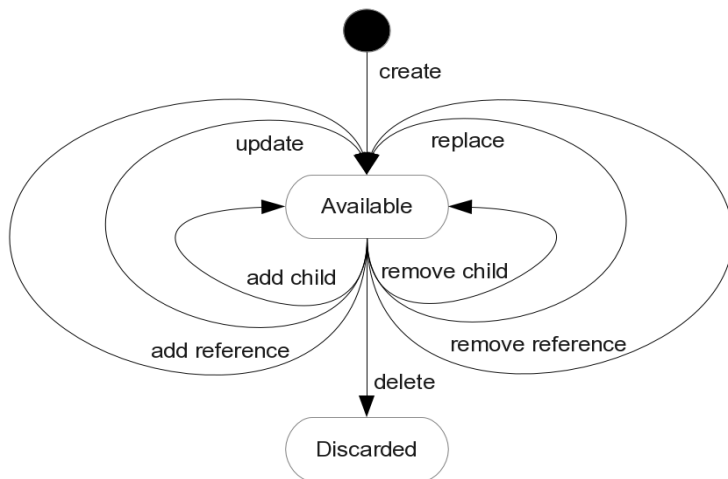 create
update
replace
Available
add child
remove child
add reference
remove reference
delete
Discarded